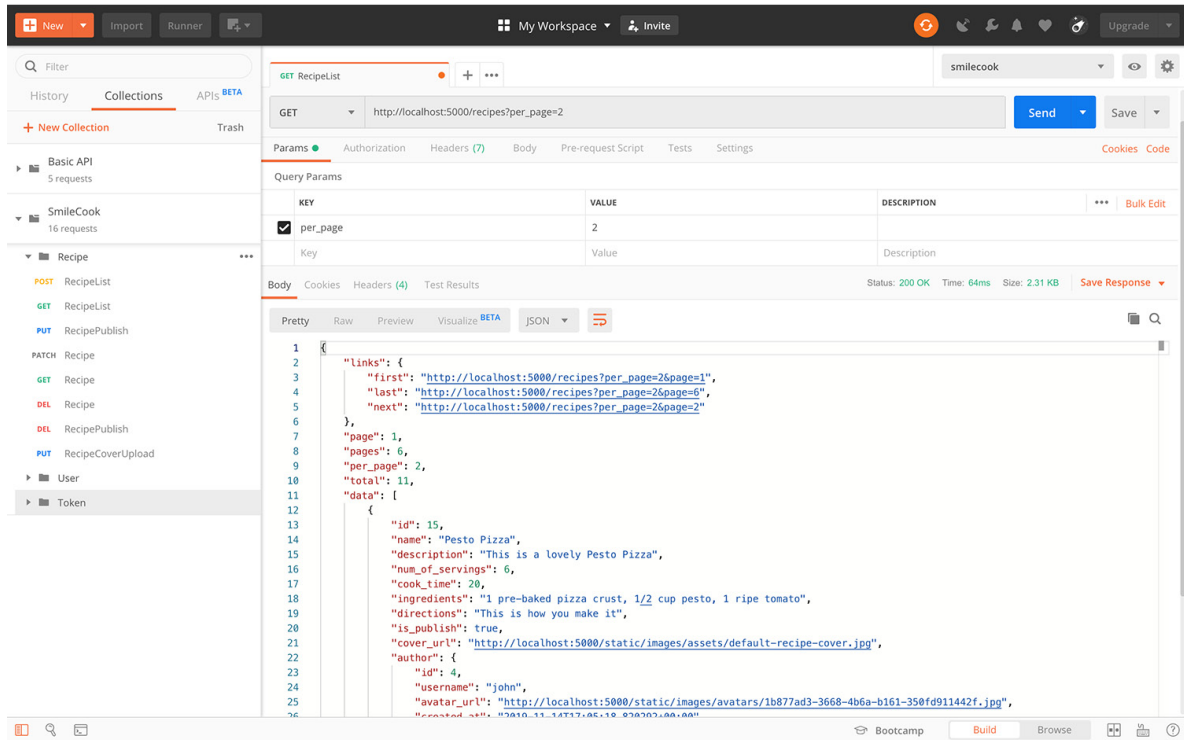 New Import Runner My Workspace Invite Upgrade
Filter
History Collections APIs BETA
+ New Collection Trash
Basic API
5 requests
SmileCook
16 requests
Recipe •••
POST RecipeList
GET RecipeList
PUT RecipePublish
PATCH Recipe
GET Recipe
DEL Recipe
DEL RecipePublish
PUT RecipeCoverUpload
User
Token
GET RecipeList + •••
smilecook
GET http://localhost:5000/recipes?per_page=2 Send Save
Params Authorization Headers (7) Body Pre-request Script Tests Settings Cookies Code
Query Params
KEY VALUE DESCRIPTION ••• Bulk Edit
per_page 2
Key Value Description
Body Cookies Headers (4) Test Results Status: 200 OK Time: 64ms Size: 2.31 KB Save Response
Pretty Raw Preview Visualize BETA JSON
1 {
2 "links": {
3 "first": "http://localhost:5000/recipes?per_page=2&page=1",
4 "last": "http://localhost:5000/recipes?per_page=2&page=6",
5 "next": "http://localhost:5000/recipes?per_page=2&page=2"
6 },
7 "page": 1,
8 "pages": 6,
9 "per_page": 2,
10 "total": 11,
11 "data": [
12 {
13 "id": 15,
14 "name": "Pesto Pizza",
15 "description": "This is a lovely Pesto Pizza",
16 "num_of_servings": 6,
17 "cook_time": 20,
18 "ingredients": "1 pre-baked pizza crust, 1/2 cup pesto, 1 ripe tomato",
19 "directions": "This is how you make it",
20 "is_publish": true,
21 "cover_url": "http://localhost:5000/static/images/assets/default-recipe-cover.jpg",
22 "author": {
23 "id": 4,
24 "username": "john",
25 "avatar_url": "http://localhost:5000/static/images/avatars/1b877ad3-3668-4b6a-b161-350fd911442f.jpg",
26 "created_at": "2019-11-14T17:05:18.820292+00:00"
Bootcamp Build Browse